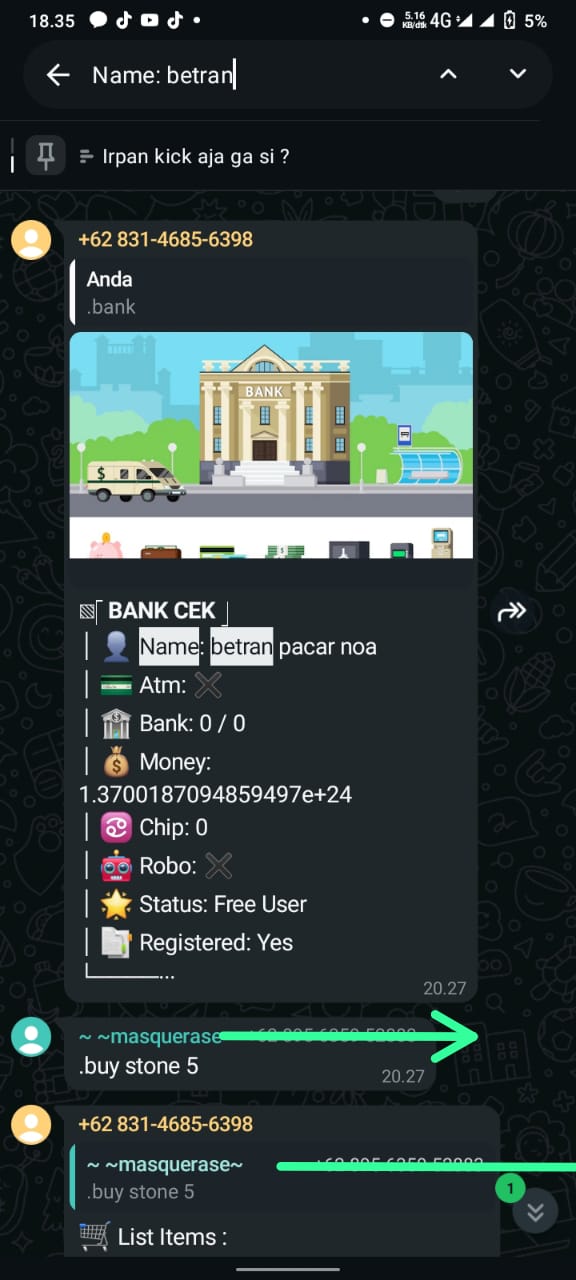 18.35
5.16
KB/dtk
4G
5%
Name: betran
Irpan kick aja ga si ?
+62 831-4685-6398
Anda
.bank
BANK
BANK CEK
Name: betran pacar noa
Atm:
Bank: 0 / 0
Money:
1.3700187094859497e+24
Chip: 0
Robo:
Status: Free User
Registered: Yes
20.27
~ ~masquerase
.buy stone 5
20.27
+62 831-4685-6398
~ ~masquerase~
.buy stone 5
1
List Items :